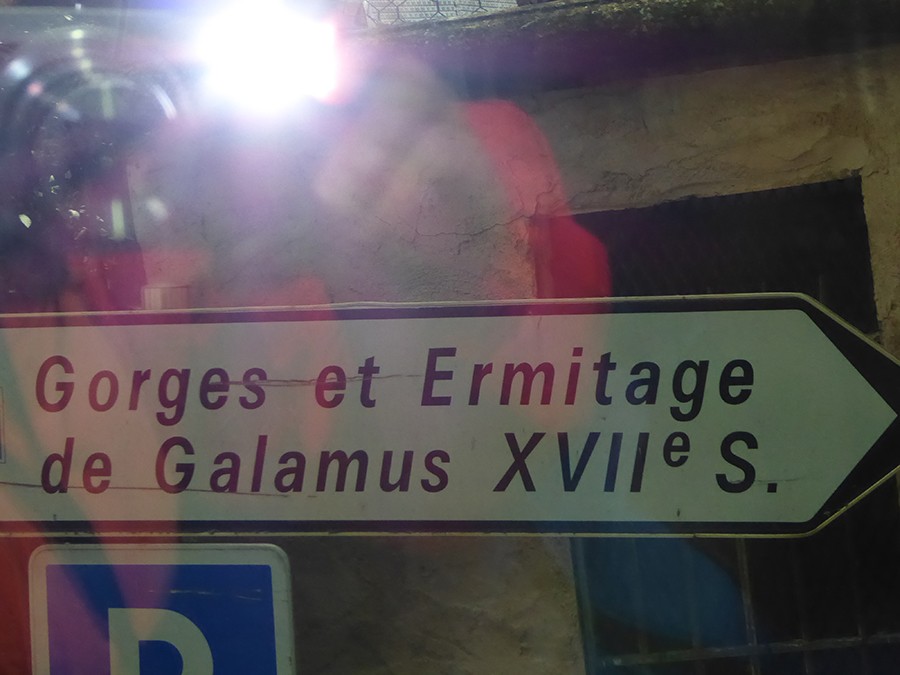 Gorges et Ermitage
de Galamus XVIIe S.
P